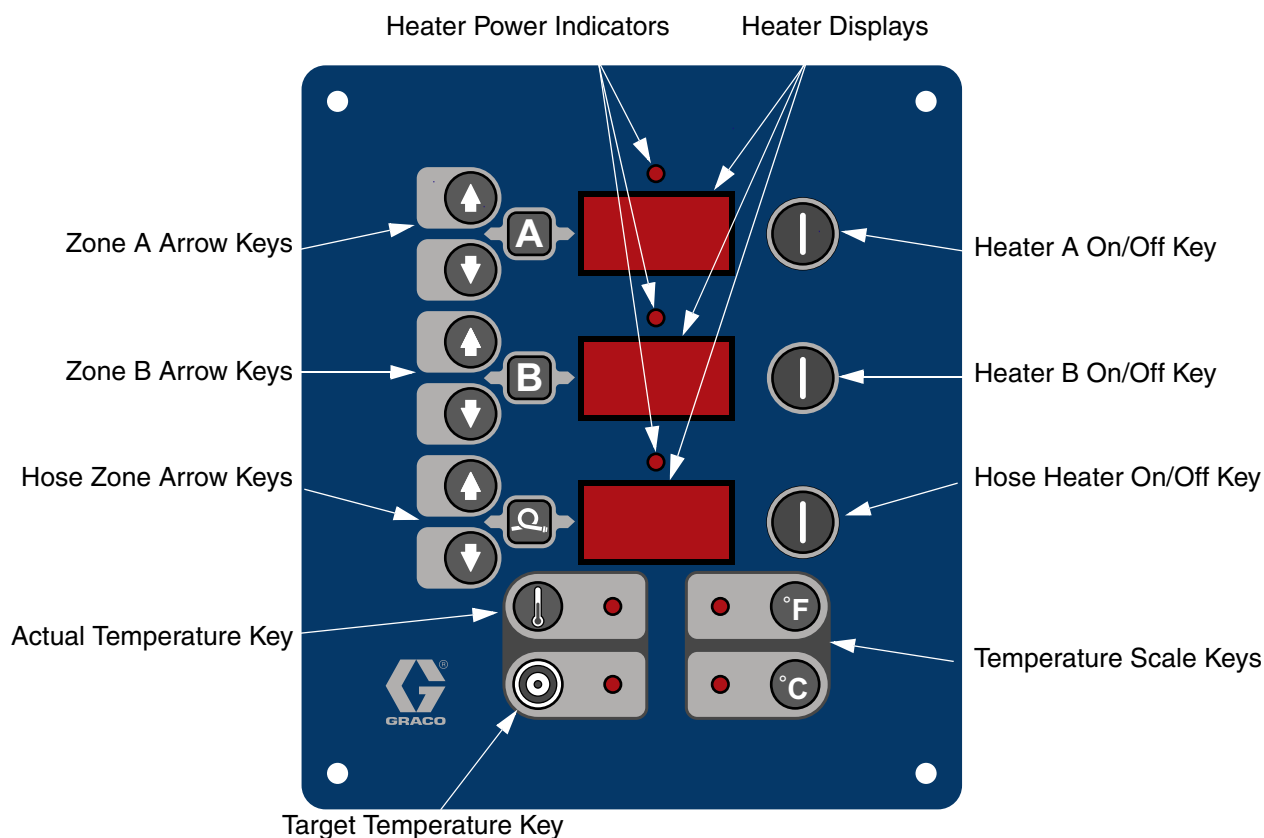 Heater Power Indicators
Heater Displays
Zone A Arrow Keys
A
Heater A On/Off Key
Zone B Arrow Keys
B
Heater B On/Off Key
Hose Zone Arrow Keys
Hose Heater On/Off Key
Actual Temperature Key
°F
Temperature Scale Keys
°C
G®
GRACO
Target Temperature Key